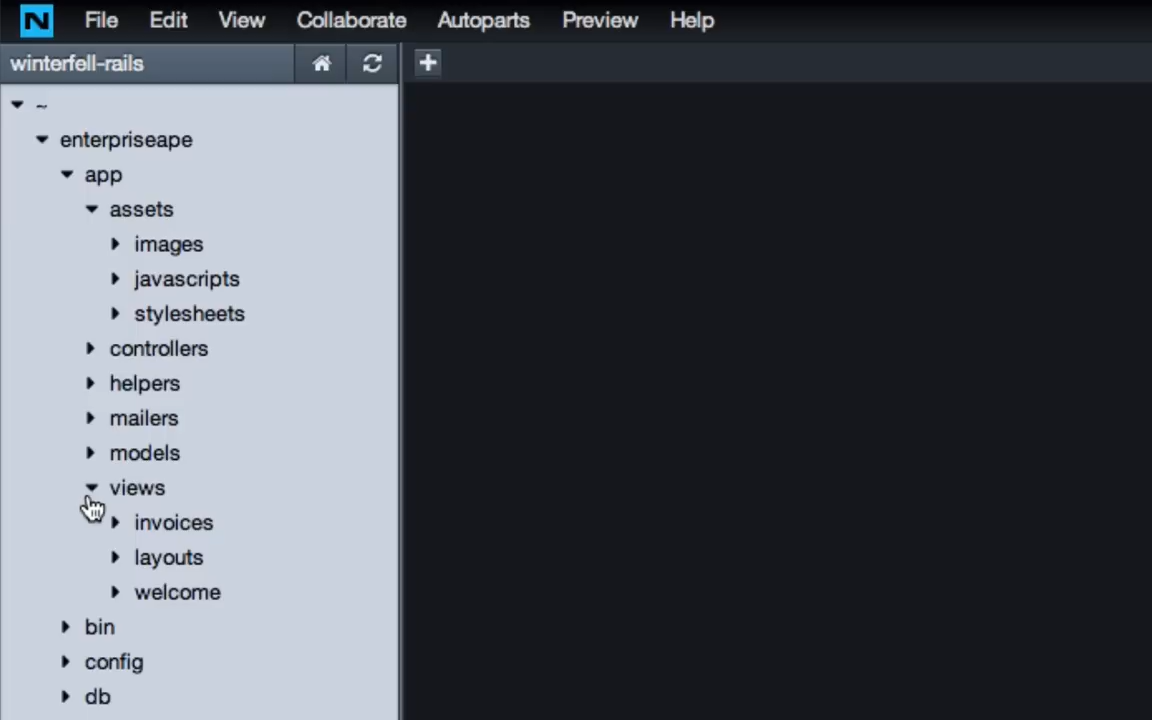 N File Edit View Collaborate Autoparts Preview Help
winterfell-rails
~
enterpriseape
app
assets
images
javascripts
stylesheets
controllers
helpers
mailers
models
views
invoices
layouts
welcome
bin
config
db